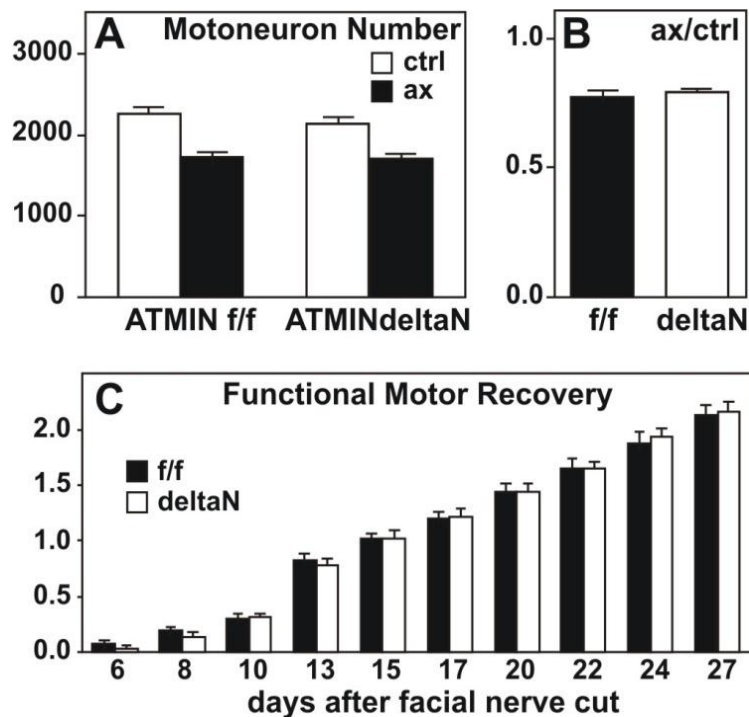 A Motoneuron Number
3000
2000
1000
0
ctrl
ax
ATMIN f/f ATMINdeltaN
B ax/ctrl
1.0
0.5
0.0
f/f deltaN
C Functional Motor Recovery
2.0
1.5
1.0
0.5
0.0
f/f
deltaN
6 8 10 13 15 17 20 22 24 27
days after facial nerve cut